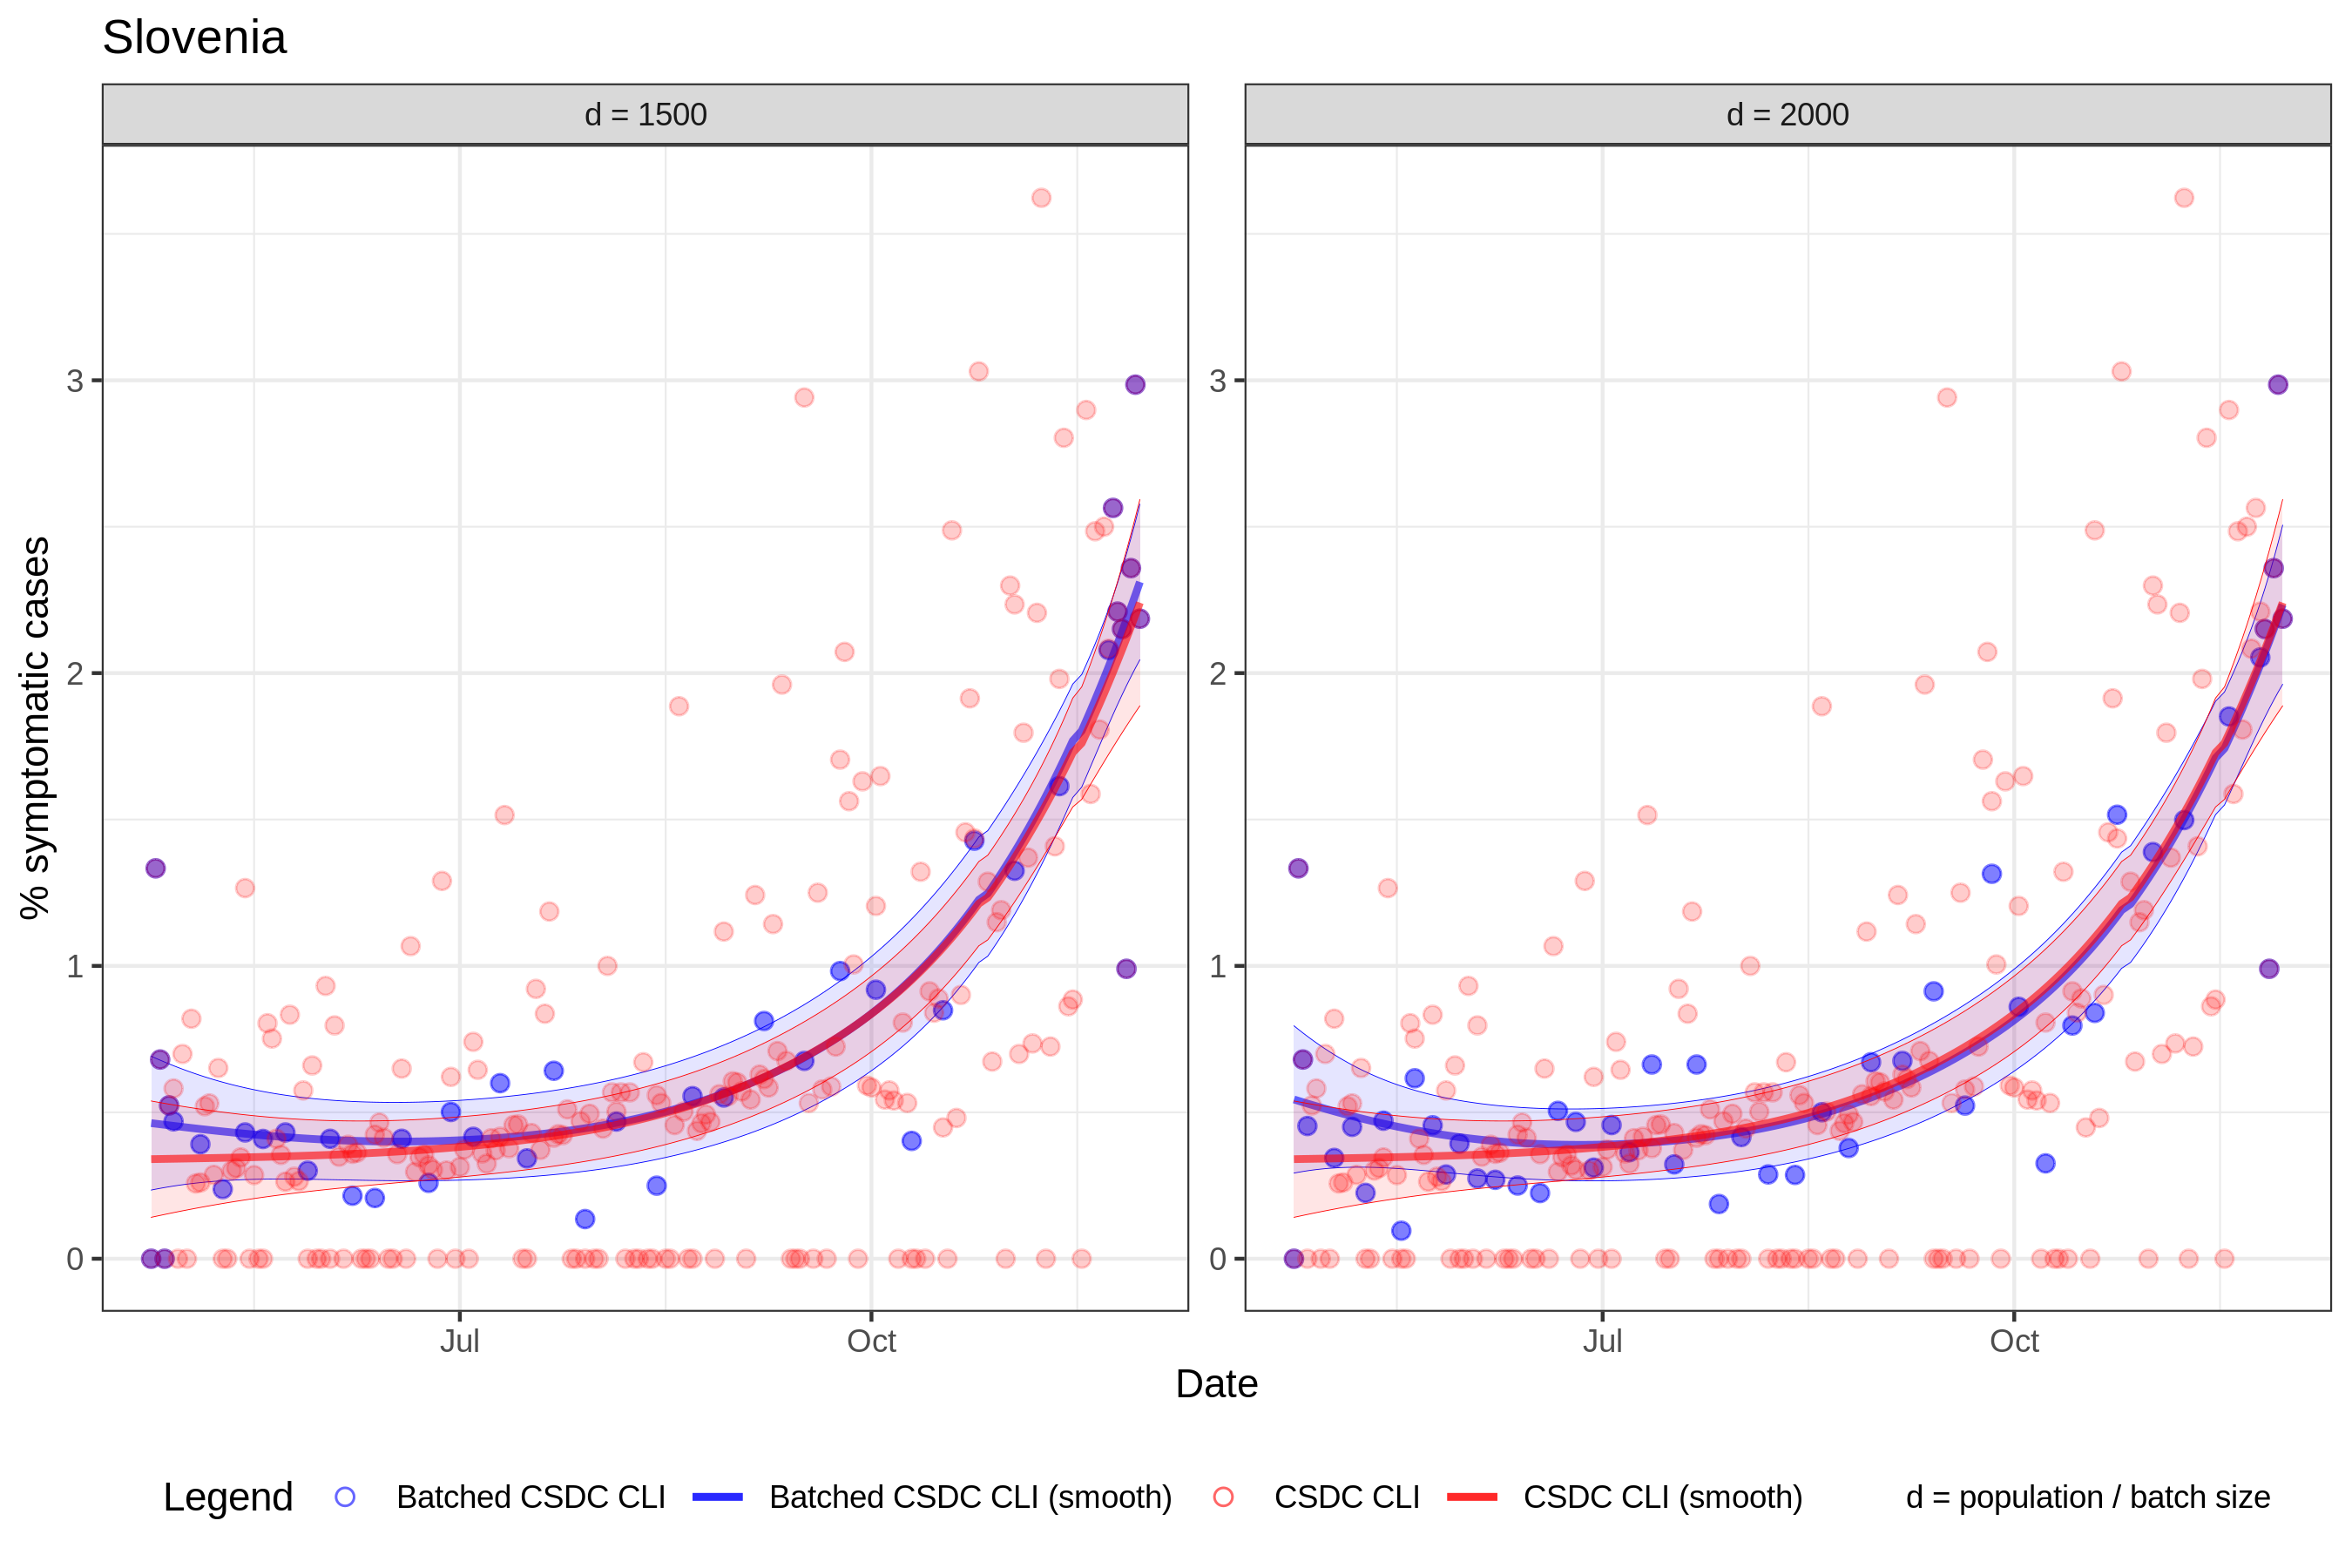 Slovenia
d = 1500
d = 2000
% symptomatic cases
3
2
1
0
3
2
1
0
Jul
Oct
Jul
Oct
Date
Legend
Batched CSDC CLI
Batched CSDC CLI (smooth)
CSDC CLI
CSDC CLI (smooth)
d = population / batch size